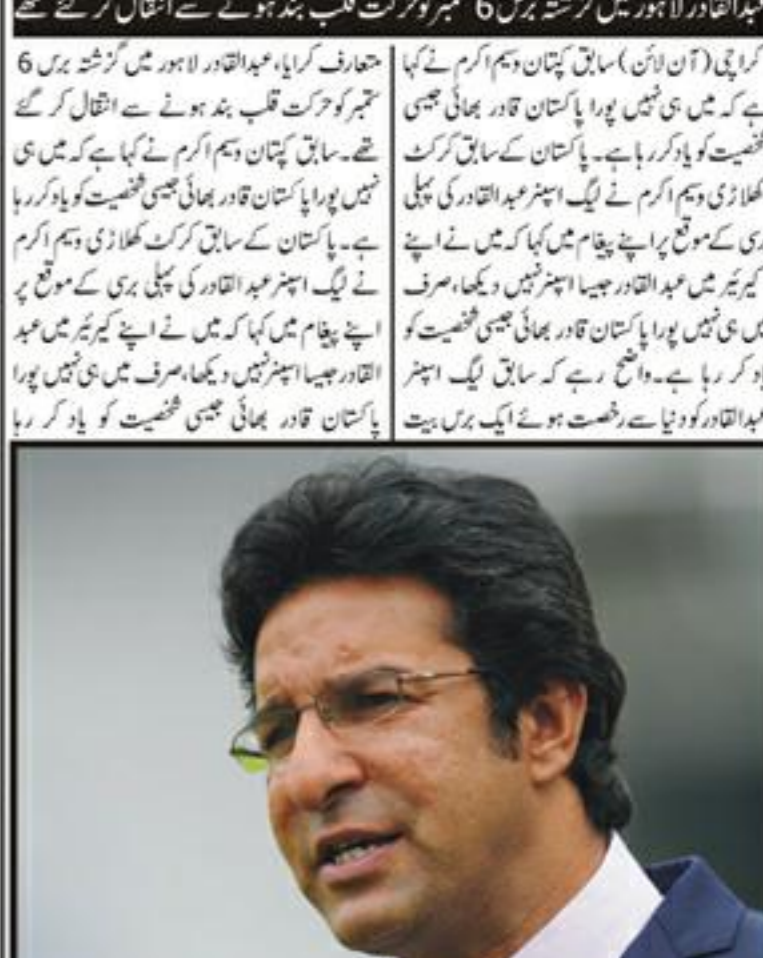 عبدالقادر لاہور میں گزشتہ برس 6 ستمبر کو حرکت قلب بند ہونے سے انتقال کر گئے تھے
کراچی (آن لائن) سابق کپتان وسیم اکرم نے کہا
ہے کہ میں ہی نہیں پورا پاکستان قادر بھائی جیسی
شخصیت کو یاد کر رہا ہے۔ پاکستان کے سابق کرکٹ
کھلاڑی وسیم اکرم نے لیگ اسپنر عبدالقادر کی پہلی
برسی کے موقع پر اپنے پیغام میں کہا کہ میں نے اپنے
کیرئیر میں عبدالقادر جیسا اسپنر نہیں دیکھا، صرف
میں ہی نہیں پورا پاکستان قادر بھائی جیسی شخصیت کو
یاد کر رہا ہے۔ واضح رہے کہ سابق لیگ اسپنر
عبدالقادر کو دنیا سے رخصت ہوئے ایک برس بیت
متعارف کرایا، عبدالقادر لاہور میں گزشتہ برس 6
ستمبر کو حرکت قلب بند ہونے سے انتقال کر گئے
تھے۔ سابق کپتان وسیم اکرم نے کہا ہے کہ میں ہی
نہیں پورا پاکستان قادر بھائی جیسی شخصیت کو یاد کر رہا
ہے۔ پاکستان کے سابق کرکٹ کھلاڑی وسیم اکرم
نے لیگ اسپنر عبدالقادر کی پہلی برسی کے موقع پر
اپنے پیغام میں کہا کہ میں نے اپنے کیرئیر میں عبد
القادر جیسا اسپنر نہیں دیکھا، صرف میں ہی نہیں پورا
پاکستان قادر بھائی جیسی شخصیت کو یاد کر رہا